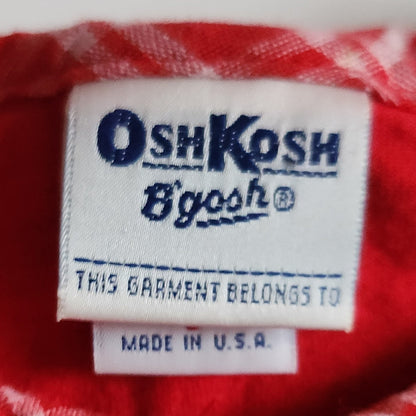 OSHKOSH
B'gosh®
THIS GARMENT BELONGS TO
MADE IN U.S.A.